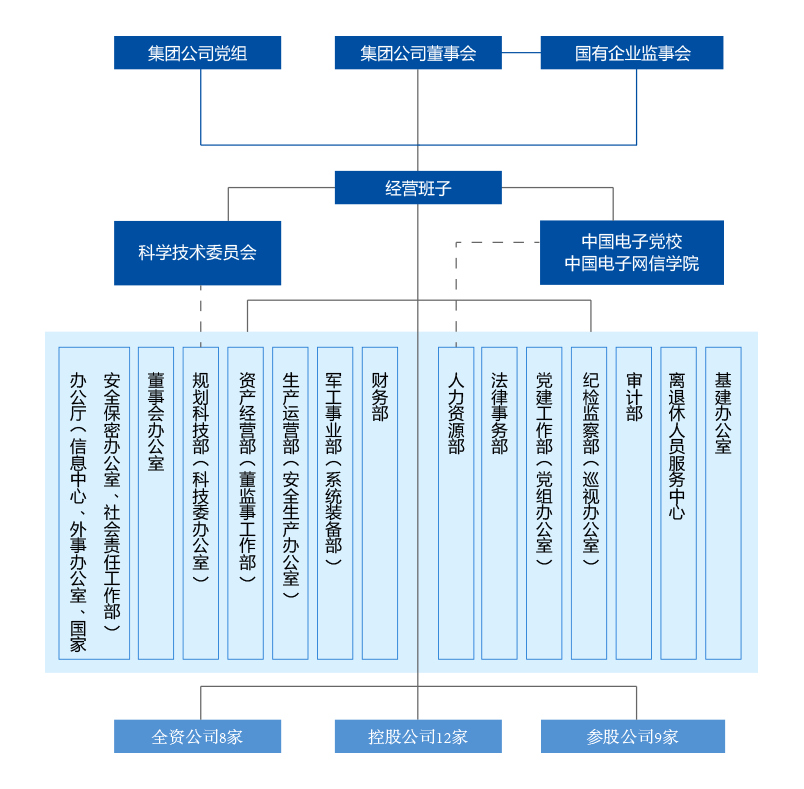 集团公司党组
集团公司董事会
国有企业监事会
经营班子
科学技术委员会
中国电子党校
中国电子网信学院
办公厅（信息中心、外事办公室、国家
安全保密办公室、社会责任工作部）
董事会办公室
规划科技部（科技委办公室）
资产经营部（董监事工作部）
生产运营部（安全生产办公室）
军工事业部（系统装备部）
财务部
人力资源部
法律事务部
党建工作部（党组办公室）
纪检监察部（巡视办公室）
审计部
离退休人员服务中心
基建办公室
全资公司8家
控股公司12家
参股公司9家